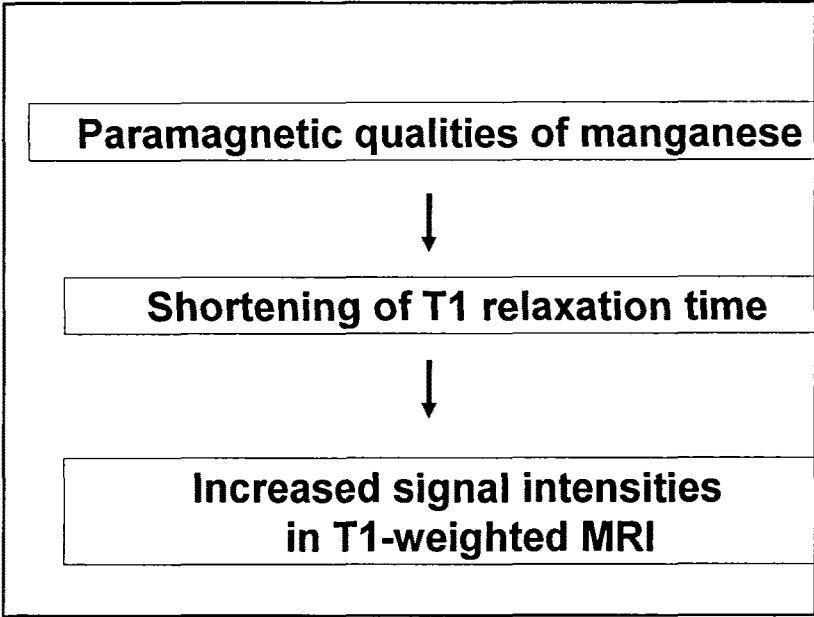 Paramagnetic qualities of manganese
Shortening of T1 relaxation time
Increased signal intensities
in T1-weighted MRI